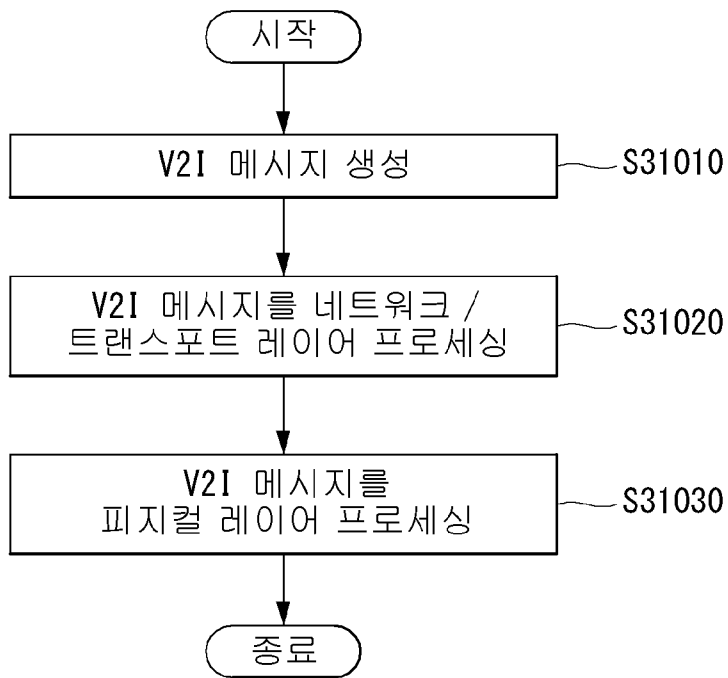 시작
V2I 메시지 생성
S31010
V2I 메시지를 네트워크 /
트랜스포트 레이어 프로세싱
S31020
V2I 메시지를
피지컬 레이어 프로세싱
S31030
종료